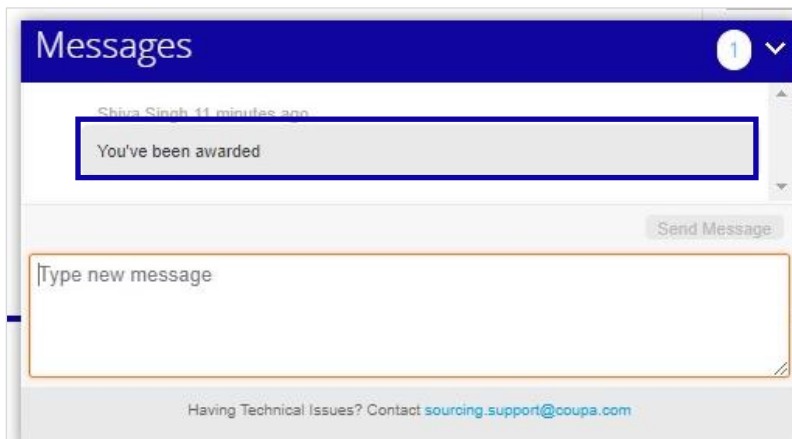 Messages 1
Shiva Singh 11 minutes ago
You've been awarded
Send Message
Type new message
Having Technical Issues? Contact sourcing.support@coupa.com